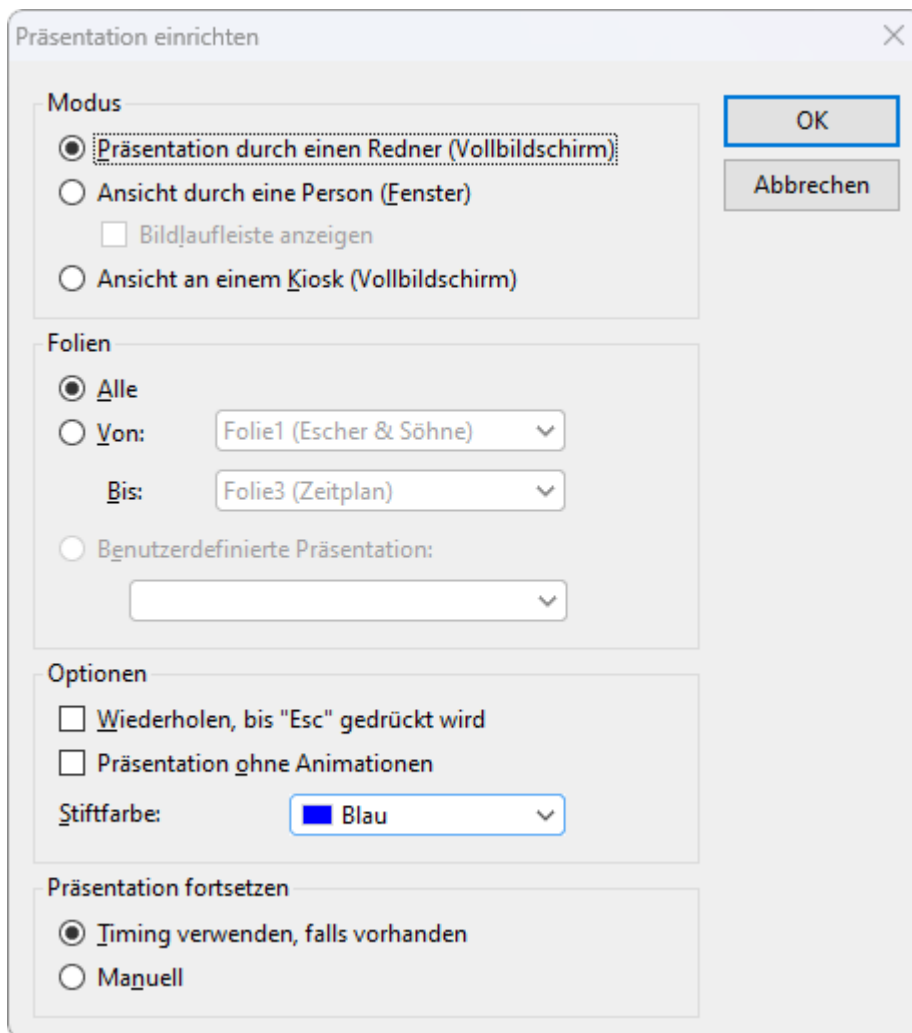 Präsentation einrichten
Modus
OK
Präsentation durch einen Redner (Vollbildschirm)
Abbrechen
Ansicht durch eine Person (Fenster)
Bildlaufleiste anzeigen
Ansicht an einem Kiosk (Vollbildschirm)
Folien
Alle
Von: Folie1 (Escher & Söhne)
Bis: Folie3 (Zeitplan)
Benutzerdefinierte Präsentation:
Optionen
Wiederholen, bis "Esc" gedrückt wird
Präsentation ohne Animationen
Stiftfarbe: Blau
Präsentation fortsetzen
Timing verwenden, falls vorhanden
Manuell